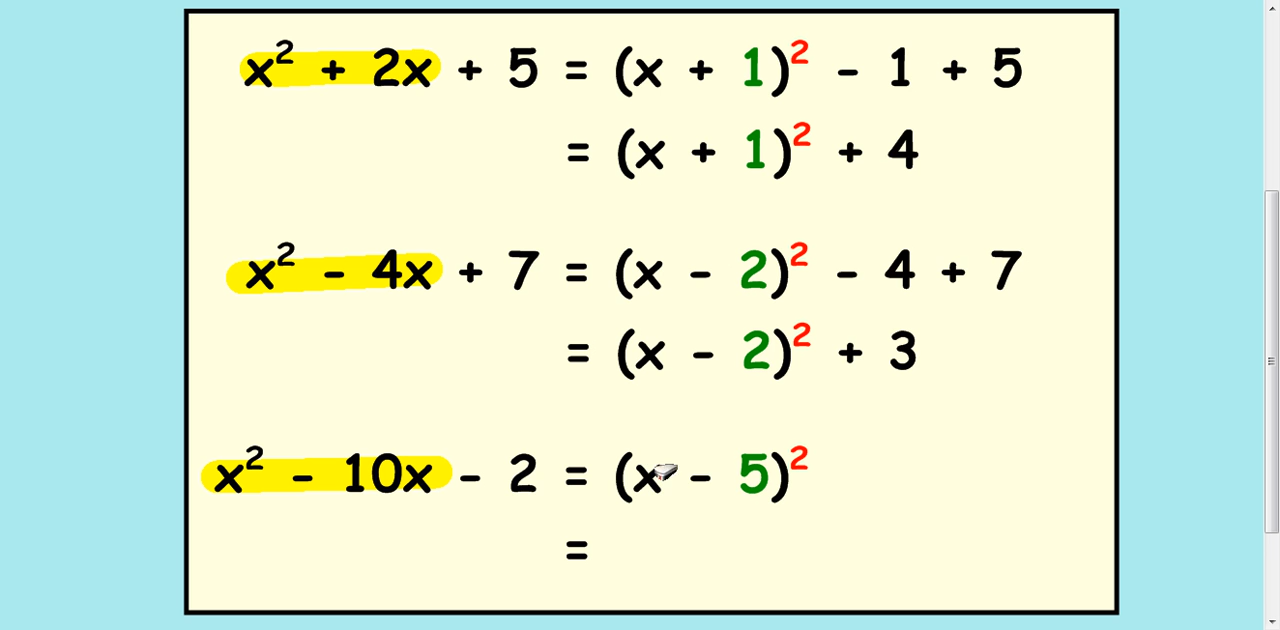 x² + 2x + 5 = (x + 1)² - 1 + 5
= (x + 1)² + 4
x² - 4x + 7 = (x - 2)² - 4 + 7
= (x - 2)² + 3
x² - 10x - 2 = (x - 5)²
=